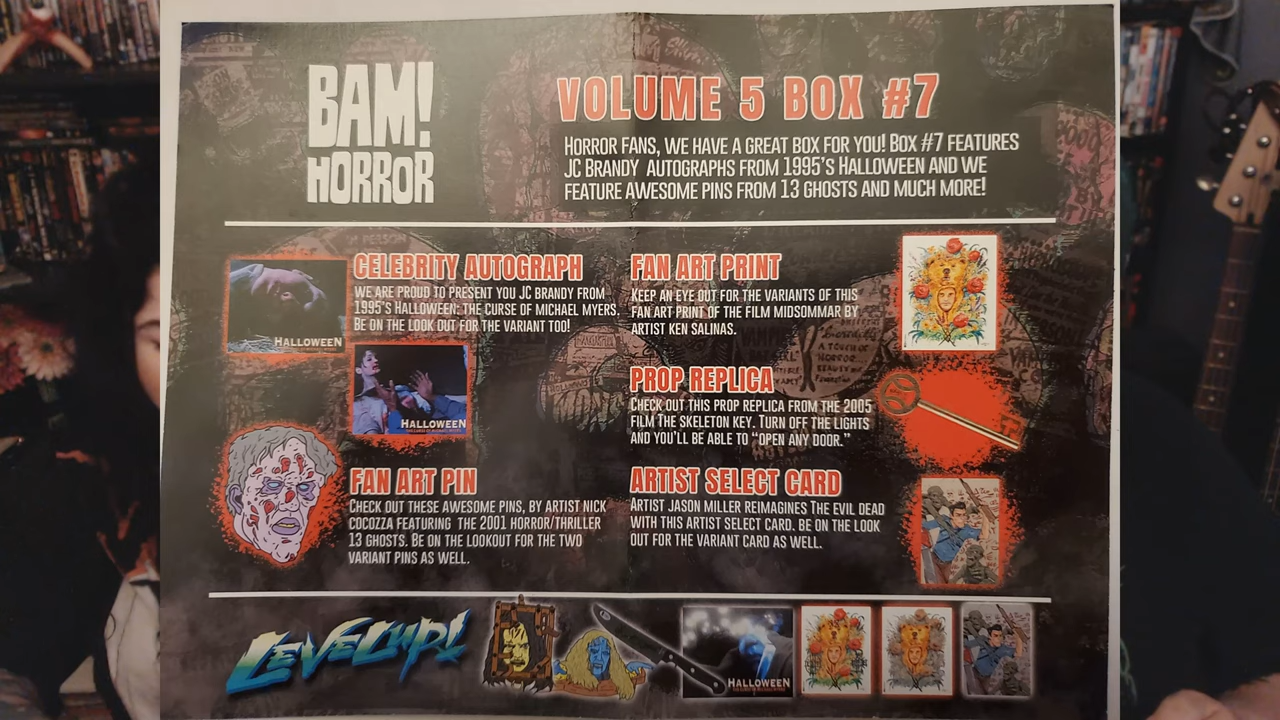 BAM!
HORROR
VOLUME 5 BOX #7
HORROR FANS, WE HAVE A GREAT BOX FOR YOU! BOX #7 FEATURES
JC BRANDY AUTOGRAPHS FROM 1995'S HALLOWEEN AND WE
FEATURE AWESOME PINS FROM 13 GHOSTS AND MUCH MORE!
CELEBRITY AUTOGRAPH
WE ARE PROUD TO PRESENT YOU JC BRANDY FROM
1995'S HALLOWEEN: THE CURSE OF MICHAEL MYERS.
BE ON THE LOOK OUT FOR THE VARIANT TOO!
HALLOWEEN
HALLOWEEN
FAN ART PIN
CHECK OUT THESE AWESOME PINS, BY ARTIST NICK
COCOZZA FEATURING THE 2001 HORROR/THRILLER
13 GHOSTS. BE ON THE LOOKOUT FOR THE TWO
VARIANT PINS AS WELL.
FAN ART PRINT
KEEP AN EYE OUT FOR THE VARIANTS OF THIS
FAN ART PRINT OF THE FILM MIDSOMMAR BY
ARTIST KEN SALINAS.
PROP REPLICA
CHECK OUT THIS PROP REPLICA FROM THE 2005
FILM THE SKELETON KEY. TURN OFF THE LIGHTS
AND YOU'LL BE ABLE TO "OPEN ANY DOOR."
ARTIST SELECT CARD
ARTIST JASON MILLER REIMAGINES THE EVIL DEAD
WITH THIS ARTIST SELECT CARD. BE ON THE LOOK
OUT FOR THE VARIANT CARD AS WELL.
LEVEL UP!
HALLOWEEN